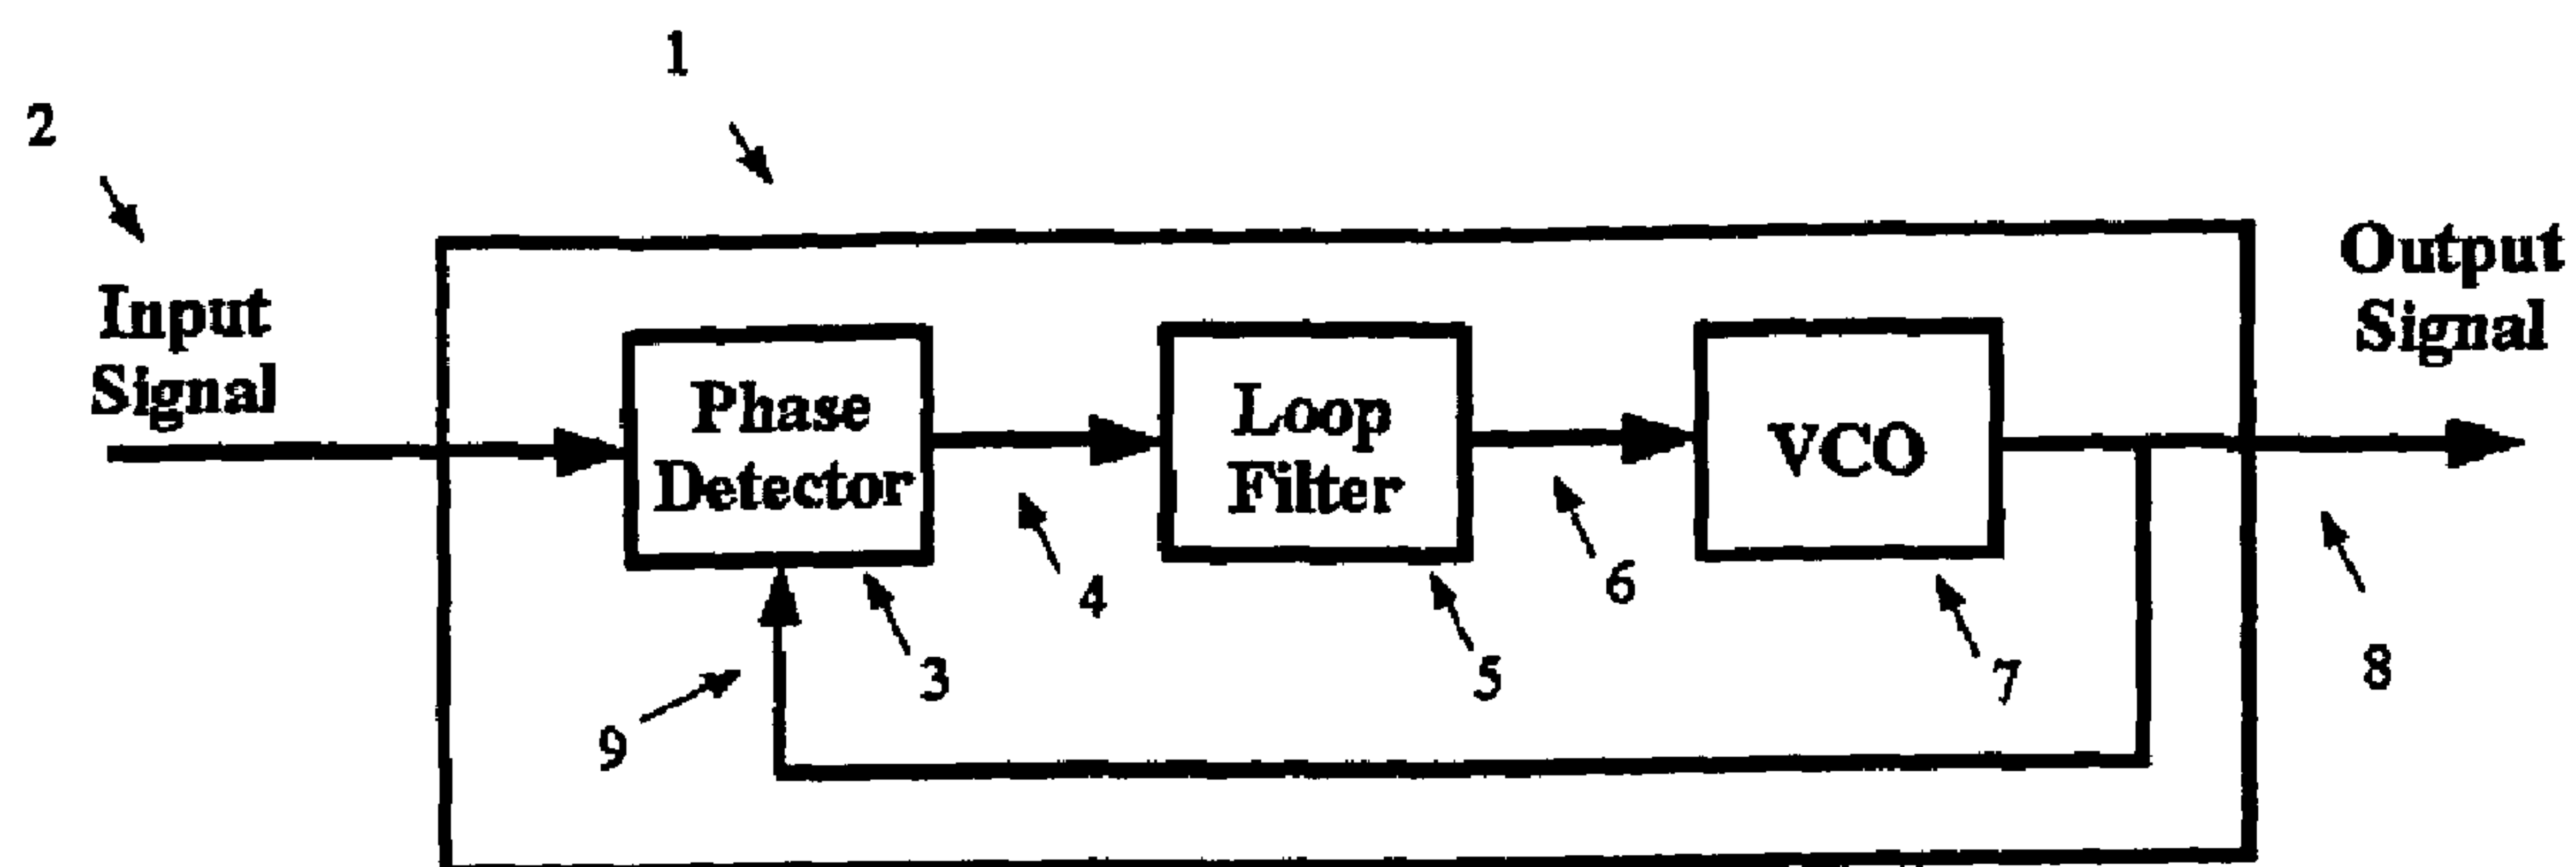 1
2
Input
Signal
Phase
Detector
Loop
Filter
VCO
Output
Signal
3
4
5
6
7
8
9